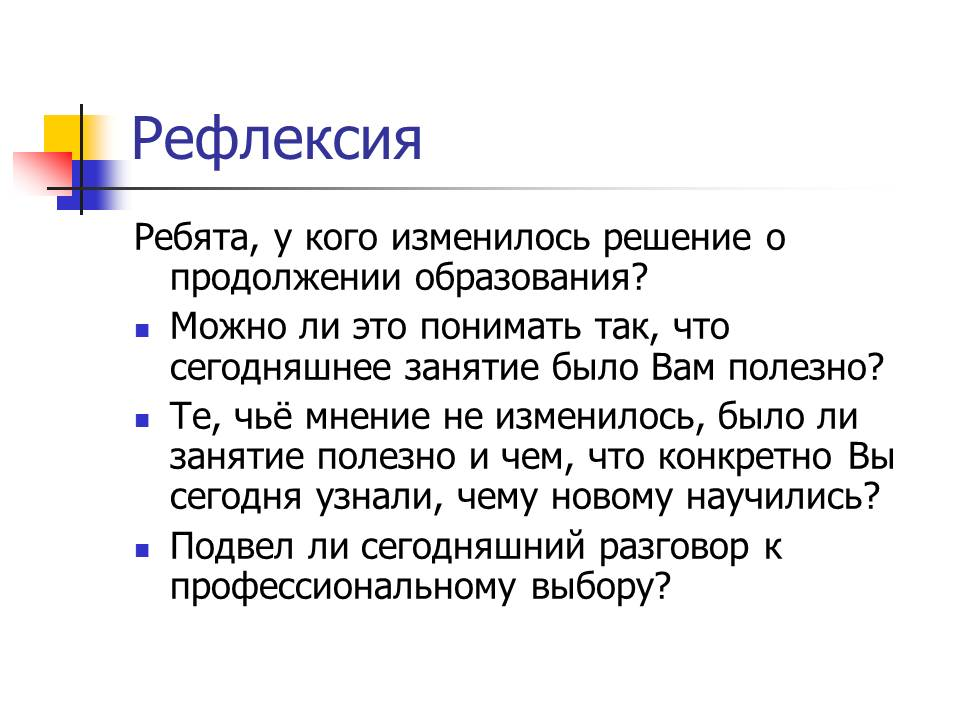 Рефлексия
Ребята, у кого изменилось решение о
продолжении образования?
Можно ли это понимать так, что
сегодняшнее занятие было Вам полезно?
Те, чьё мнение не изменилось, было ли
занятие полезно и чем, что конкретно Вы
сегодня узнали, чему новому научились?
Подвел ли сегодняшний разговор к
профессиональному выбору?